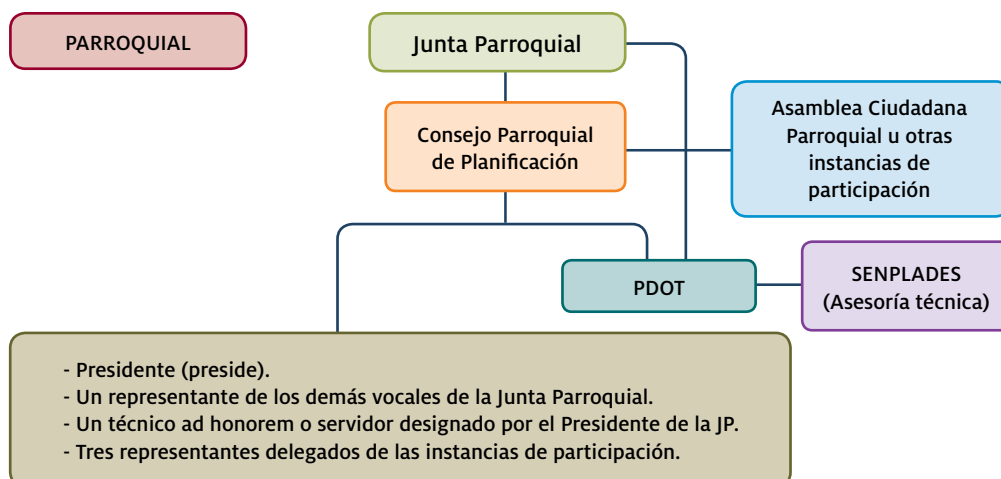 PARROQUIAL
Junta Parroquial
Consejo Parroquial
de Planificación
Asamblea Ciudadana
Parroquial u otras
instancias de
participación
PDOT
SENPLADES
(Asesoría técnica)
- Presidente (preside).
- Un representante de los demás vocales de la Junta Parroquial.
- Un técnico ad honorem o servidor designado por el Presidente de la JP.
- Tres representantes delegados de las instancias de participación.